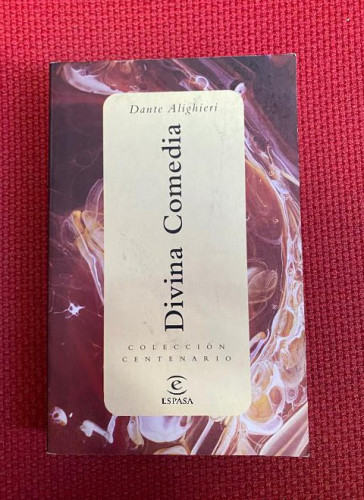 Dante Alighieri
Divina Comedia
COLECCIÓN
CENTENARIO
ESPASA